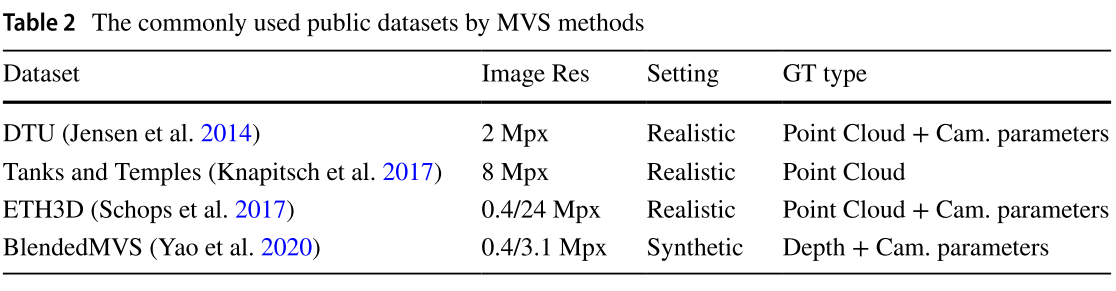 Table 2 The commonly used public datasets by MVS methods
Dataset Image Res Setting GT type
DTU (Jensen et al. 2014) 2 Mpx Realistic Point Cloud + Cam. parameters
Tanks and Temples (Knapitsch et al. 2017) 8 Mpx Realistic Point Cloud
ETH3D (Schops et al. 2017) 0.4/24 Mpx Realistic Point Cloud + Cam. parameters
BlendedMVS (Yao et al. 2020) 0.4/3.1 Mpx Synthetic Depth + Cam. parameters